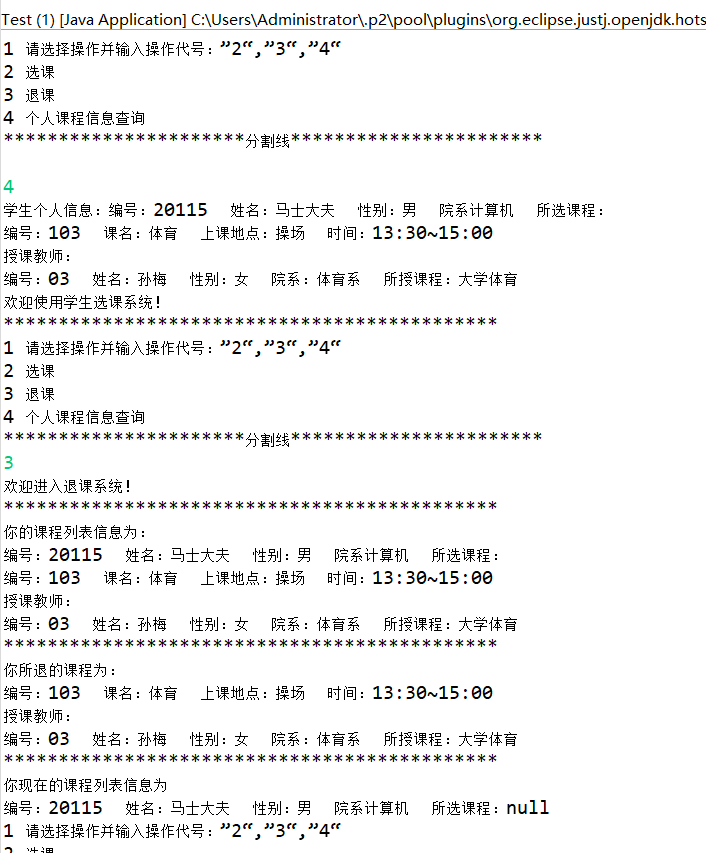 Test (1) [Java Application] C:\Users\Administrator\.p2\pool\plugins\org.eclipse.justj.openjdk.hots
1 请选择操作并输入操作代号:”2“,”3“,”4“
2 选课
3 退课
4 个人课程信息查询
**********************分割线***********************
4
学生个人信息:编号:20115 姓名:马士大夫 性别:男 院系计算机 所选课程:
编号:103 课名:体育 上课地点:操场 时间:13:30~15:00
授课教师:
编号:03 姓名:孙梅 性别:女 院系:体育系 所授课程:大学体育
欢迎使用学生选课系统!
*********************************************
1 请选择操作并输入操作代号:”2“,”3“,”4“
2 选课
3 退课
4 个人课程信息查询
**********************分割线***********************
3
欢迎进入退课系统!
*********************************************
你的课程列表信息为:
编号:20115 姓名:马士大夫 性别:男 院系计算机 所选课程:
编号:103 课名:体育 上课地点:操场 时间:13:30~15:00
授课教师:
编号:03 姓名:孙梅 性别:女 院系:体育系 所授课程:大学体育
*********************************************
你所退的课程为:
编号:103 课名:体育 上课地点:操场 时间:13:30~15:00
授课教师:
编号:03 姓名:孙梅 性别:女 院系:体育系 所授课程:大学体育
*********************************************
你现在的课程列表信息为
编号:20115 姓名:马士大夫 性别:男 院系计算机 所选课程:null
1 请选择操作并输入操作代号:”2“,”3“,”4“
2 选课